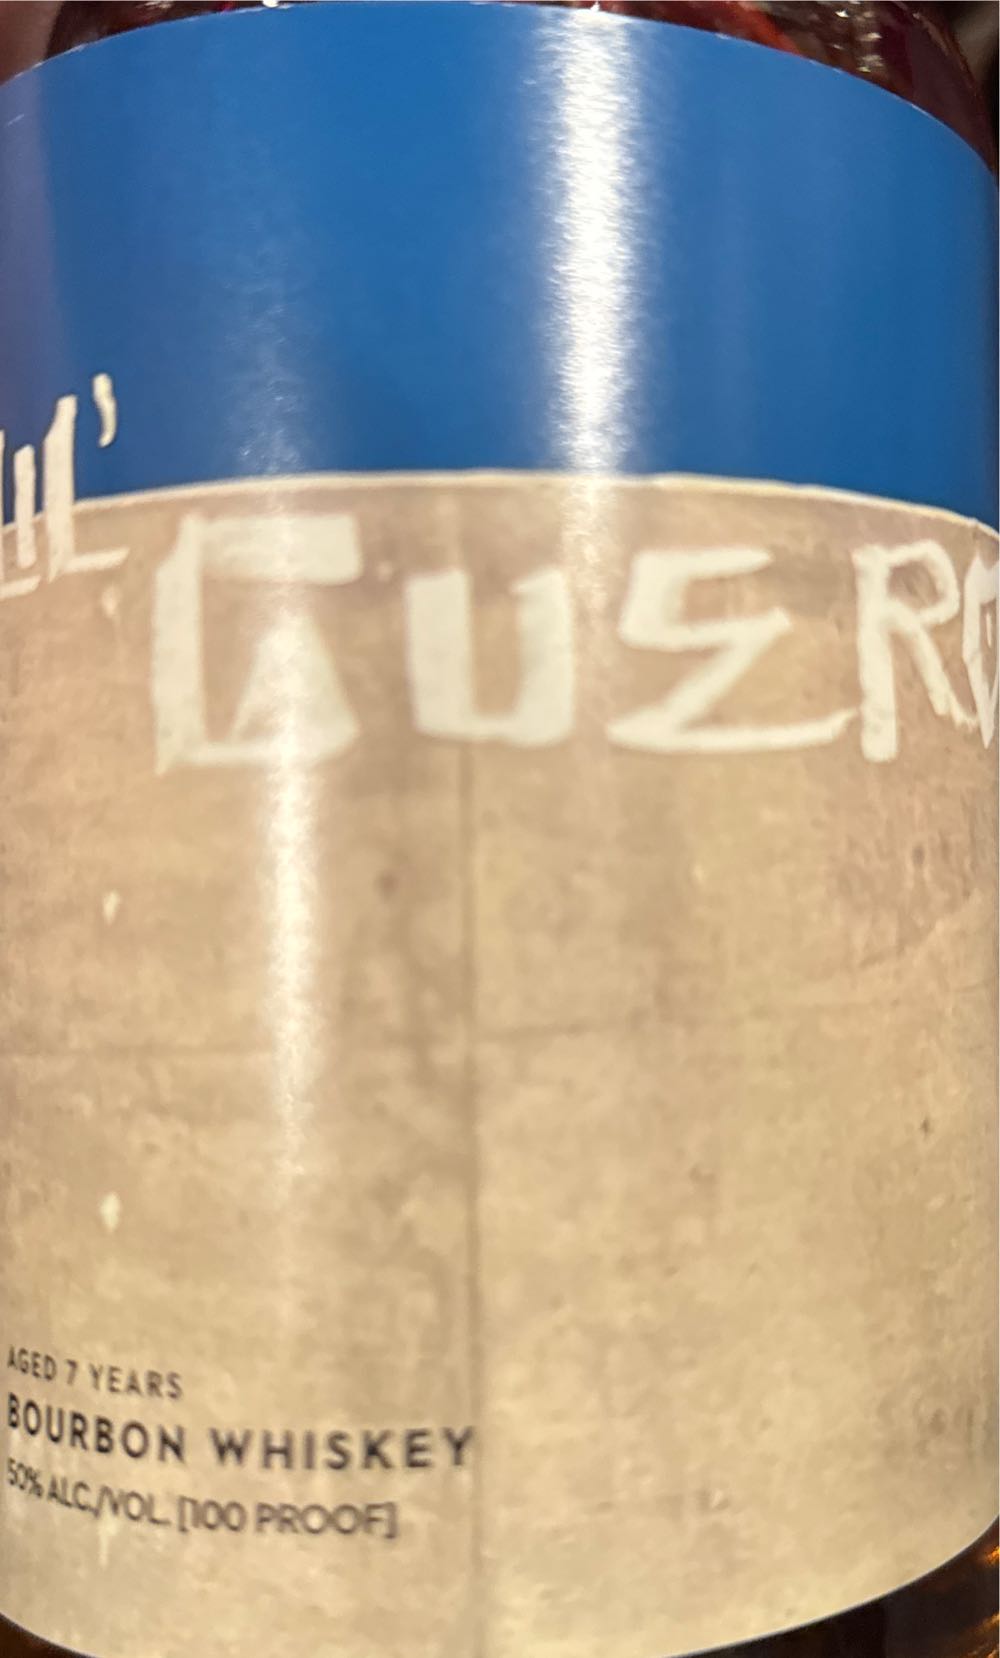 LIL' GUERO
AGED 7 YEARS
BOURBON WHISKEY
50% ALC./VOL. [100 PROOF]